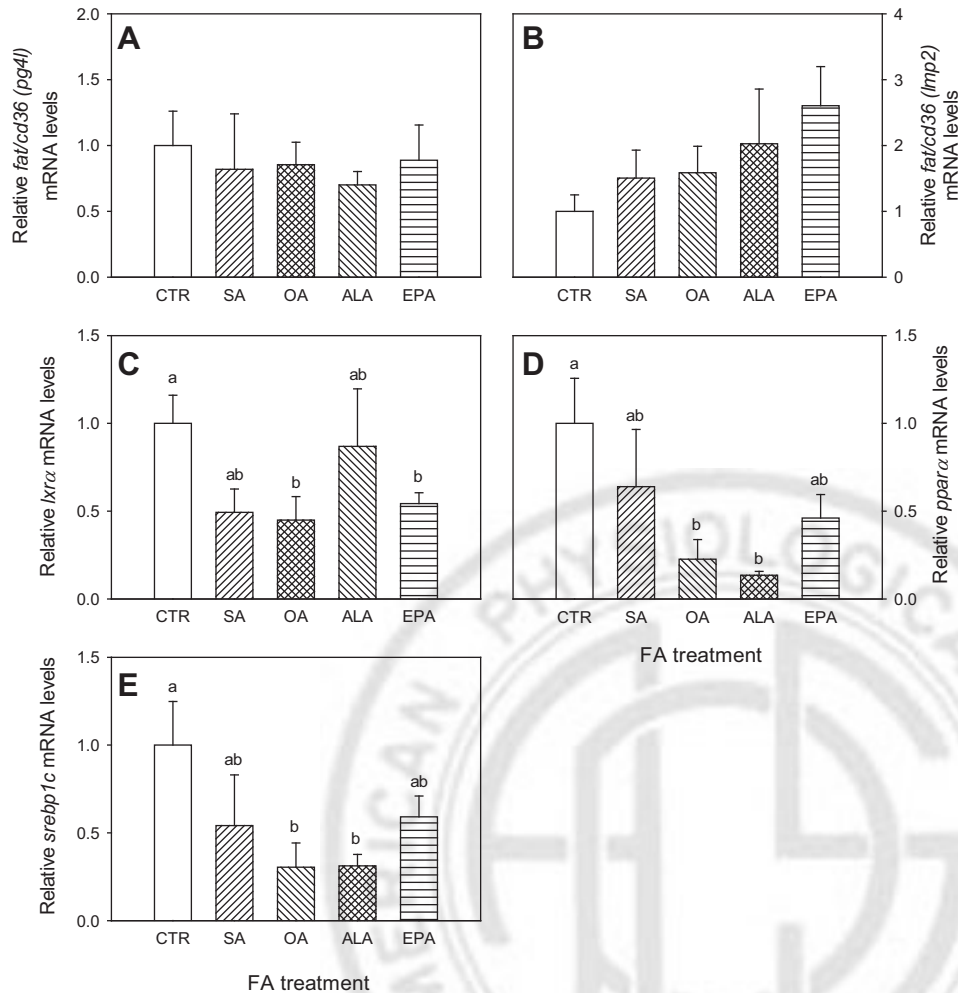 A
Relative fat/cd36 (pg4l)
mRNA levels
2.0
1.5
1.0
0.5
0.0
CTR SA OA ALA EPA
B
4
3
2
1
0
Relative fat/cd36 (lmp2)
mRNA levels
CTR SA OA ALA EPA
C
Relative lxrα mRNA levels
1.5
1.0
0.5
0.0
a ab b ab b
CTR SA OA ALA EPA
D
1.5
1.0
0.5
0.0
Relative pparα mRNA levels
a ab b b ab
CTR SA OA ALA EPA
FA treatment
E
Relative srebp1c mRNA levels
1.5
1.0
0.5
0.0
a ab b b ab
CTR SA OA ALA EPA
FA treatment
MERICAN PHYSIOLOGICA